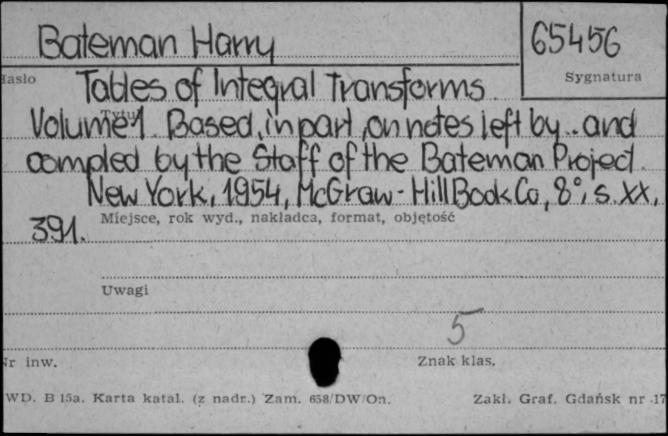 Bateman Harry
65456
Hasło
Sygnatura
Tables of Integral Transforms
Tytuł
Volume 1. Based, in part, on notes left by.. and
compled by the Staff of the Bateman Project.
New York, 1954, McGraw-Hill Book Co, 8°, s. XX,
Miejsce, rok wyd., nakładca, format, objętość
391.
Uwagi
5
Nr inw.
Znak klas.
WD. B 15a. Karta katal. (z nadr.) Zam. 658/DW/On.
Zakł. Graf. Gdańsk nr 17